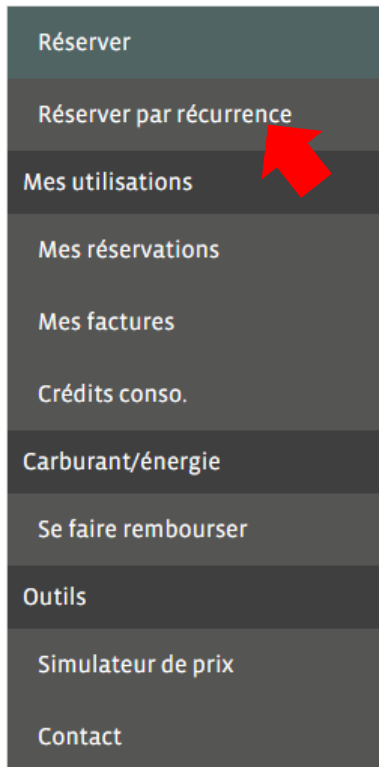 Réserver
Réserver par récurrence
Mes utilisations
Mes réservations
Mes factures
Crédits conso.
Carburant/énergie
Se faire rembourser
Outils
Simulateur de prix
Contact